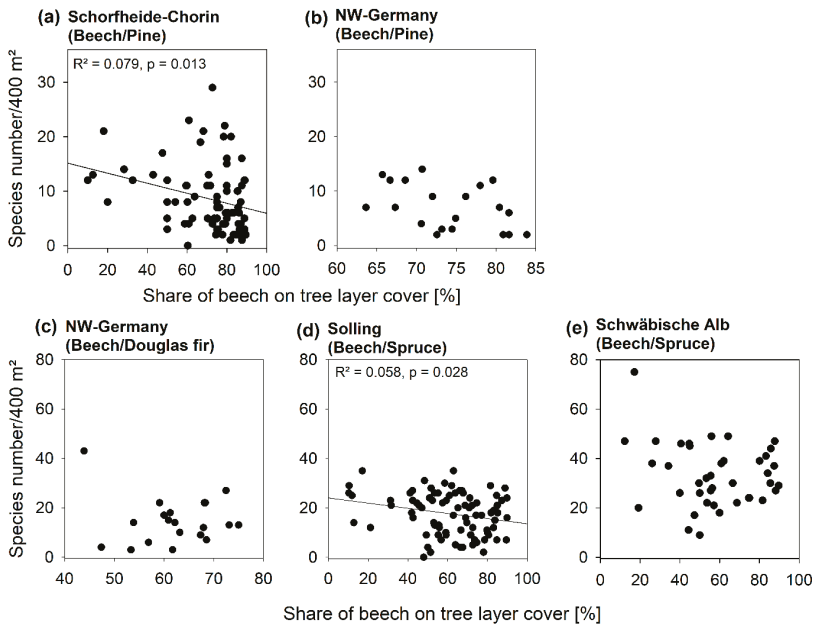 (a) Schorfheide-Chorin
(Beech/Pine)
(b) NW-Germany
(Beech/Pine)
R² = 0.079, p = 0.013
Species number/400 m²
30
20
10
0
0 20 40 60 80 100
30
20
10
0
60 65 70 75 80 85
Share of beech on tree layer cover [%]
(c) NW-Germany
(Beech/Douglas fir)
(d) Solling
(Beech/Spruce)
(e) Schwäbische Alb
(Beech/Spruce)
R² = 0.058, p = 0.028
Species number/400 m²
80
60
40
20
0
40 50 60 70 80
80
60
40
20
0
0 20 40 60 80 100
80
60
40
20
0
0 20 40 60 80 100
Share of beech on tree layer cover [%]